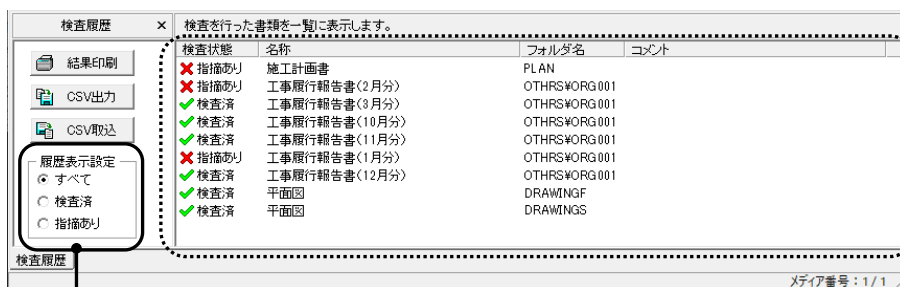 検査履歴 × 検査を行った書類を一覧に表示します。
結果印刷
CSV出力
CSV取込
履歴表示設定
すべて
検査済
指摘あり
検査状態 名称 フォルダ名 コメント
指摘あり 施工計画書 PLAN
指摘あり 工事履行報告書(2月分) OTHRS¥ORG001
検査済 工事履行報告書(3月分) OTHRS¥ORG001
検査済 工事履行報告書(10月分) OTHRS¥ORG001
検査済 工事履行報告書(11月分) OTHRS¥ORG001
指摘あり 工事履行報告書(1月分) OTHRS¥ORG001
検査済 工事履行報告書(12月分) OTHRS¥ORG001
検査済 平面図 DRAWINGF
検査済 平面図 DRAWINGS
検査履歴
メディア番号:1/1